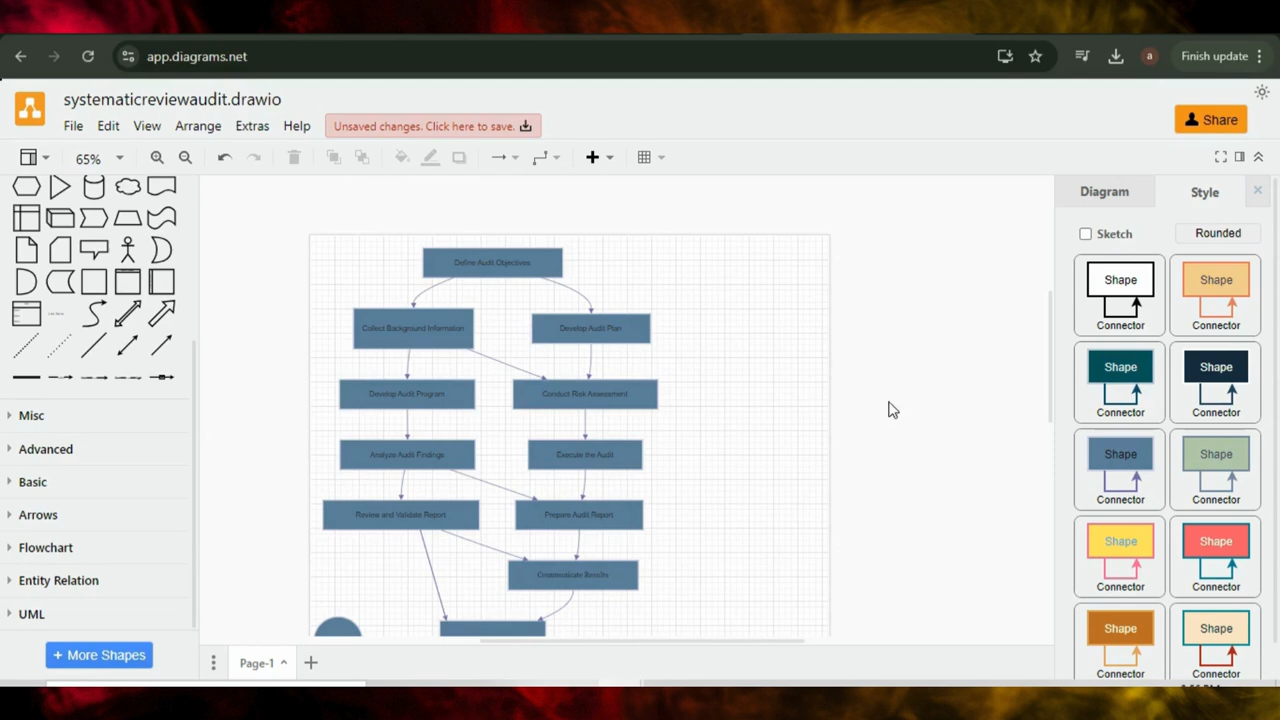 app.diagrams.net
a
Finish update
systematicreviewaudit.drawio
File Edit View Arrange Extras Help
Unsaved changes. Click here to save.
Share
65%
Diagram
Style
Sketch
Rounded
Define Audit Objectives
Collect Background Information
Develop Audit Plan
Develop Audit Program
Conduct Risk Assessment
Analyze Audit Findings
Execute the Audit
Review and Validate Report
Prepare Audit Report
Communicate Results
Misc
Advanced
Basic
Arrows
Flowchart
Entity Relation
UML
+ More Shapes
Page-1
Shape
Connector
Shape
Connector
Shape
Connector
Shape
Connector
Shape
Connector
Shape
Connector
Shape
Connector
Shape
Connector
Shape
Connector
Shape
Connector